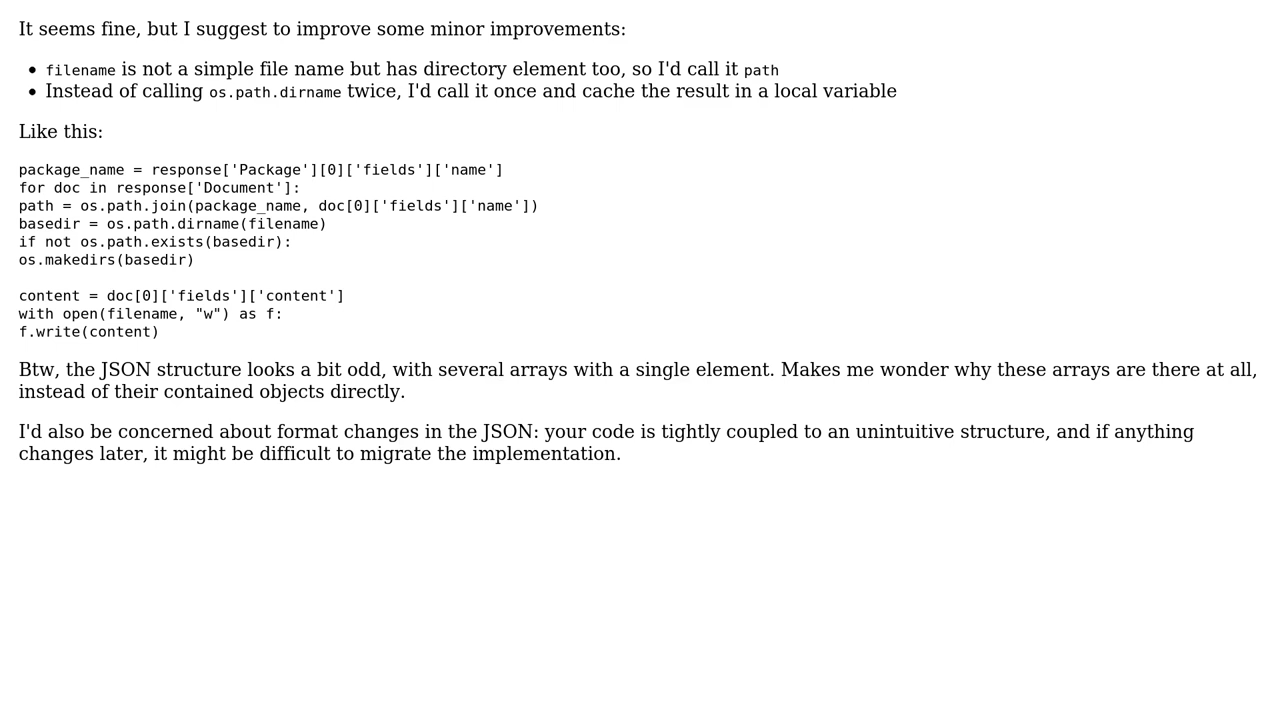 It seems fine, but I suggest to improve some minor improvements:
filename is not a simple file name but has directory element too, so I'd call it path
Instead of calling os.path.dirname twice, I'd call it once and cache the result in a local variable
Like this:
package_name = response['Package'][0]['fields']['name']
for doc in response['Document']:
path = os.path.join(package_name, doc[0]['fields']['name'])
basedir = os.path.dirname(filename)
if not os.path.exists(basedir):
os.makedirs(basedir)
content = doc[0]['fields']['content']
with open(filename, "w") as f:
f.write(content)
Btw, the JSON structure looks a bit odd, with several arrays with a single element. Makes me wonder why these arrays are there at all,
instead of their contained objects directly.
I'd also be concerned about format changes in the JSON: your code is tightly coupled to an unintuitive structure, and if anything
changes later, it might be difficult to migrate the implementation.